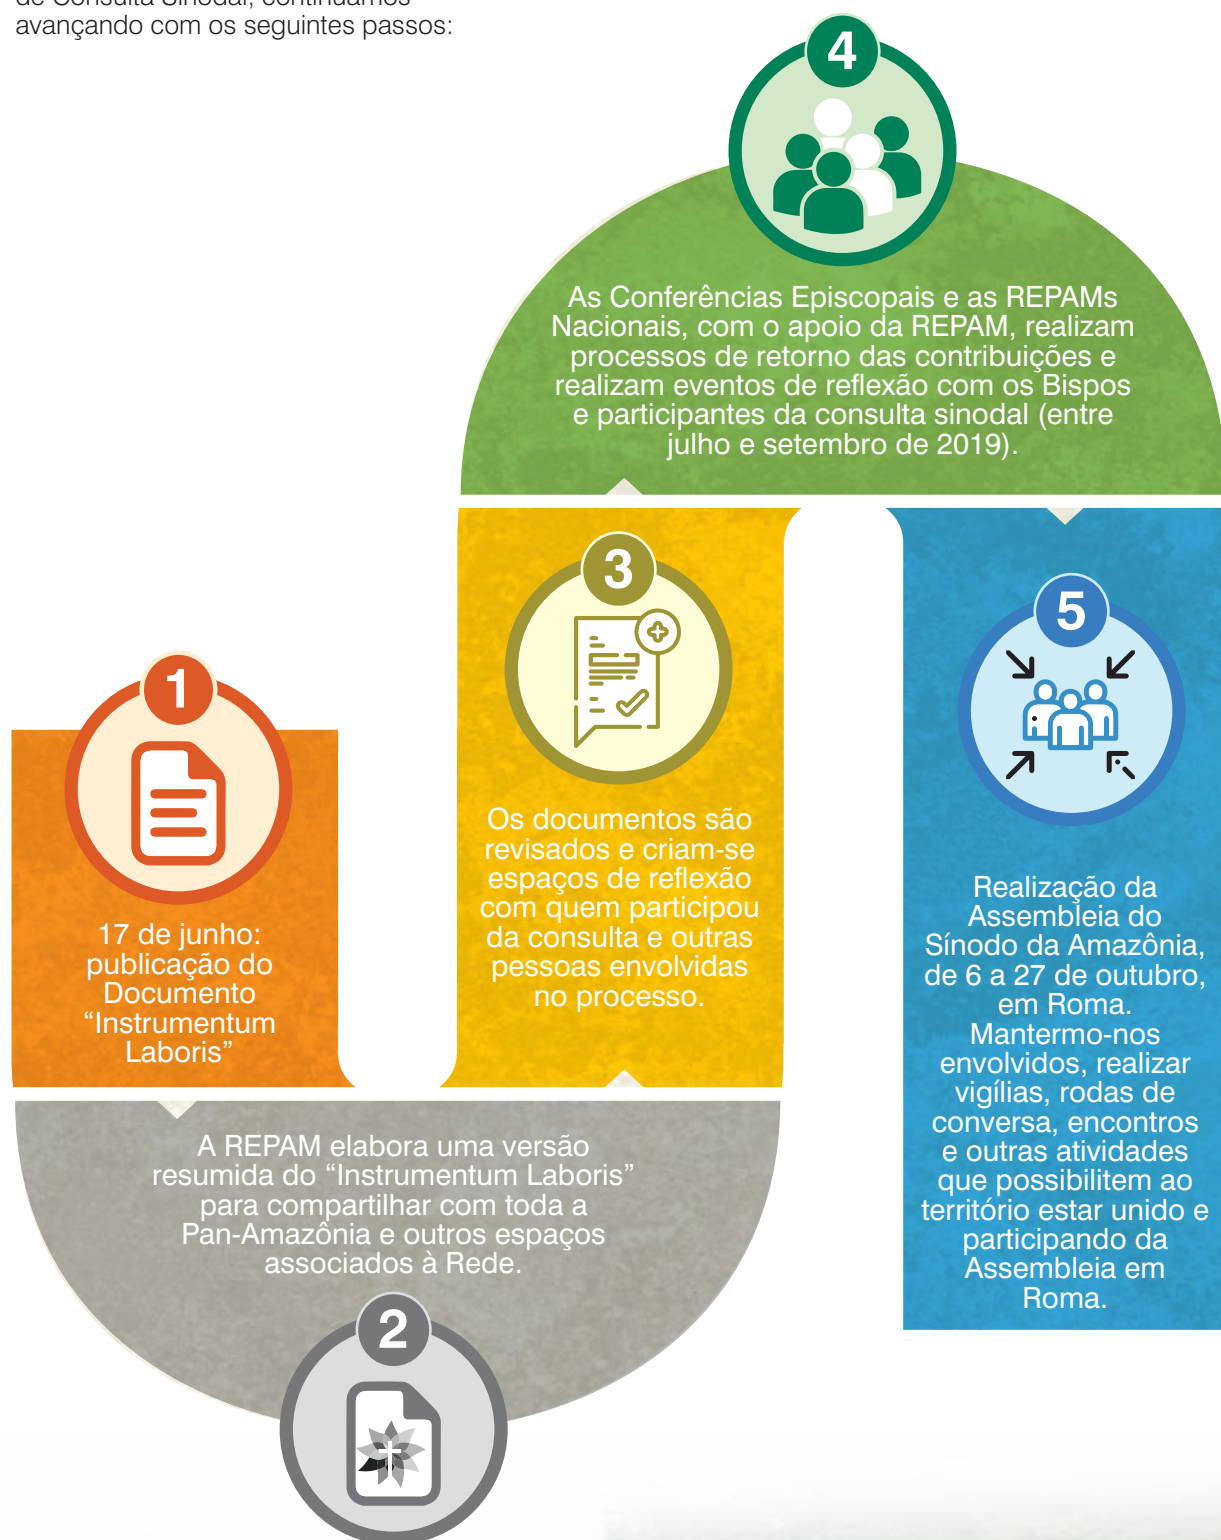 de Consulta Sinodal, continuamos
avançando com os seguintes passos:
1
17 de junho:
publicação do
Documento
“Instrumentum
Laboris”
A REPAM elabora uma versão
resumida do “Instrumentum Laboris”
para compartilhar com toda a
Pan-Amazônia e outros espaços
associados à Rede.
2
3
Os documentos são
revisados e criam-se
espaços de reflexão
com quem participou
da consulta e outras
pessoas envolvidas
no processo.
4
As Conferências Episcopais e as REPAMs
Nacionais, com o apoio da REPAM, realizam
processos de retorno das contribuições e
realizam eventos de reflexão com os Bispos
e participantes da consulta sinodal (entre
julho e setembro de 2019).
5
Realização da
Assembleia do
Sínodo da Amazônia,
de 6 a 27 de outubro,
em Roma.
Mantermo-nos
envolvidos, realizar
vigílias, rodas de
conversa, encontros
e outras atividades
que possibilitem ao
território estar unido e
participando da
Assembleia em
Roma.